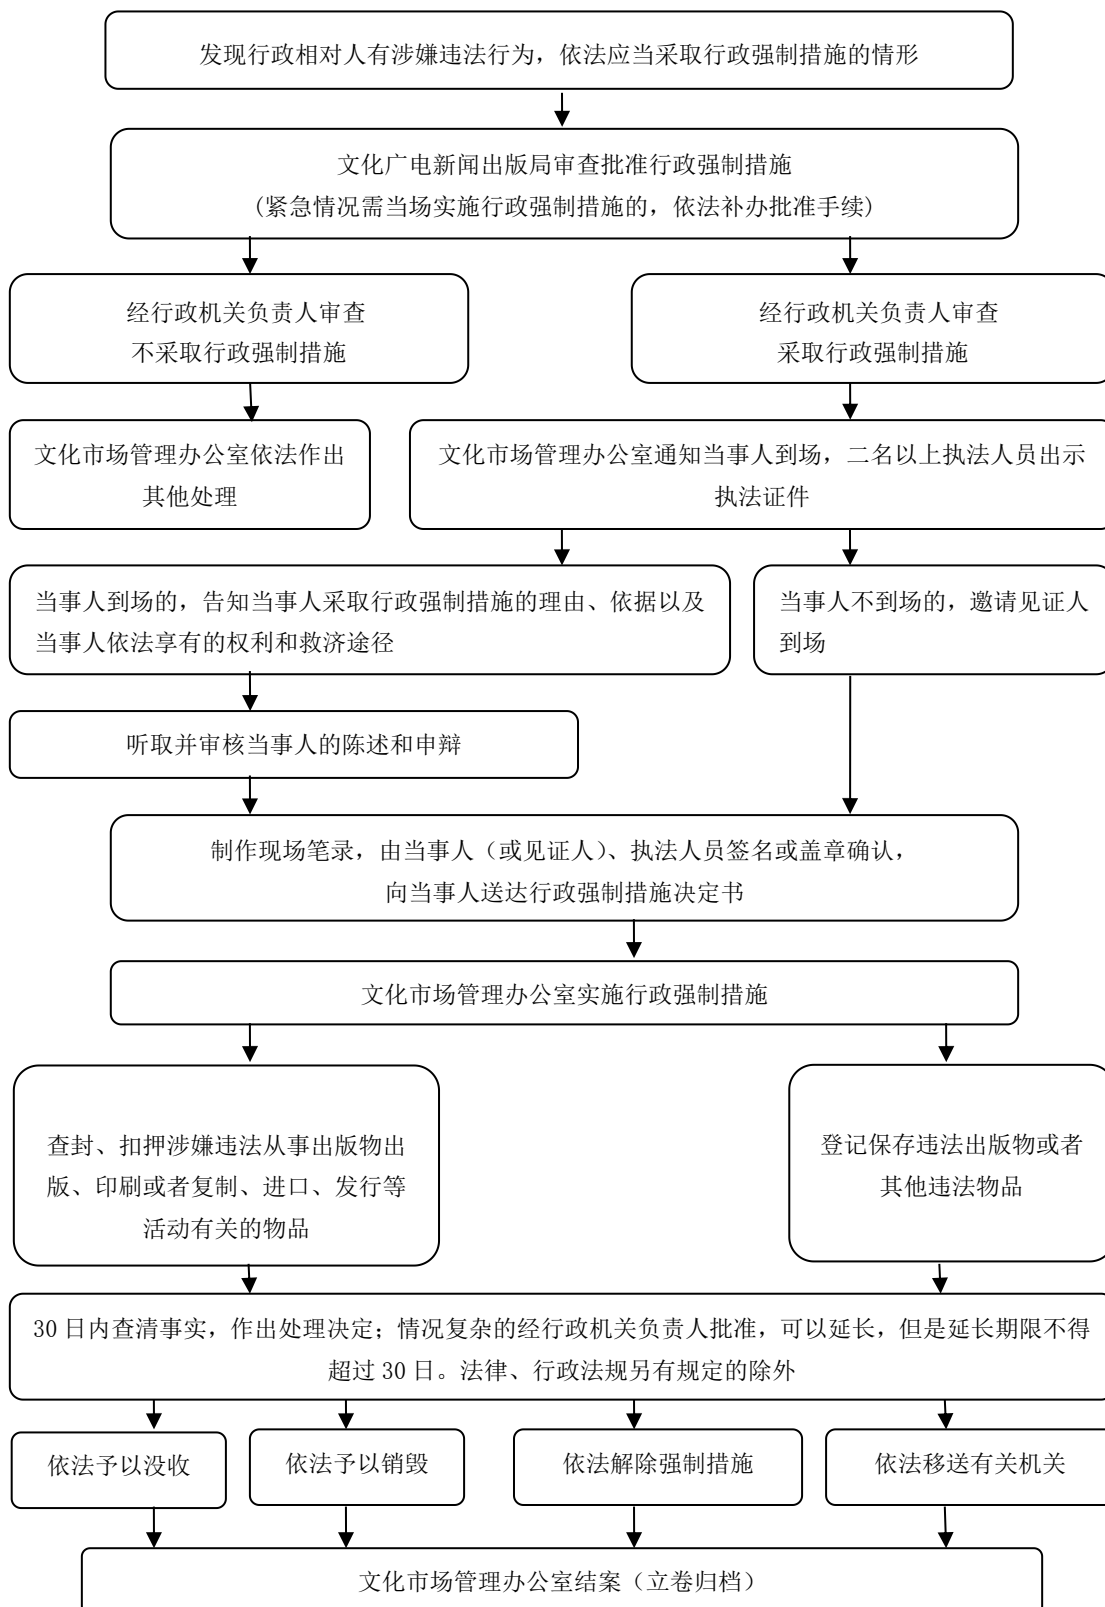 发现行政相对人有涉嫌违法行为，依法应当采取行政强制措施的情形
文化广电新闻出版局审查批准行政强制措施
(紧急情况需当场实施行政强制措施的，依法补办批准手续)
经行政机关负责人审查
不采取行政强制措施
经行政机关负责人审查
采取行政强制措施
文化市场管理办公室依法作出
其他处理
文化市场管理办公室通知当事人到场，二名以上执法人员出示
执法证件
当事人到场的，告知当事人采取行政强制措施的理由、依据以及
当事人依法享有的权利和救济途径
当事人不到场的，邀请见证人
到场
听取并审核当事人的陈述和申辩
制作现场笔录，由当事人（或见证人）、执法人员签名或盖章确认，
向当事人送达行政强制措施决定书
文化市场管理办公室实施行政强制措施
查封、扣押涉嫌违法从事出版物出
版、印刷或者复制、进口、发行等
活动有关的物品
登记保存违法出版物或者
其他违法物品
30 日内查清事实，作出处理决定；情况复杂的经行政机关负责人批准，可以延长，但是延长期限不得
超过 30 日。法律、行政法规另有规定的除外
依法予以没收
依法予以销毁
依法解除强制措施
依法移送有关机关
文化市场管理办公室结案（立卷归档）